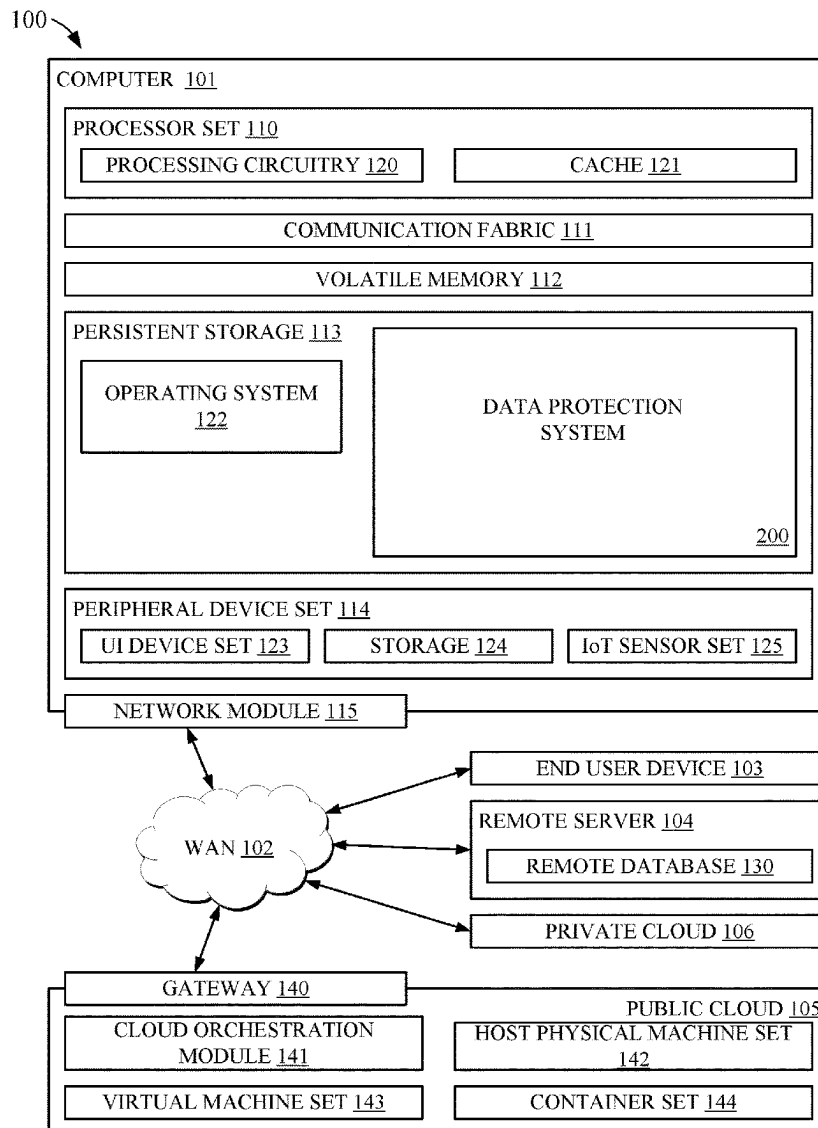 100
COMPUTER 101
PROCESSOR SET 110
PROCESSING CIRCUITRY 120
CACHE 121
COMMUNICATION FABRIC 111
VOLATILE MEMORY 112
PERSISTENT STORAGE 113
OPERATING SYSTEM
122
DATA PROTECTION
SYSTEM
200
PERIPHERAL DEVICE SET 114
UI DEVICE SET 123
STORAGE 124
IoT SENSOR SET 125
NETWORK MODULE 115
WAN 102
END USER DEVICE 103
REMOTE SERVER 104
REMOTE DATABASE 130
PRIVATE CLOUD 106
GATEWAY 140
PUBLIC CLOUD 105
CLOUD ORCHESTRATION
MODULE 141
HOST PHYSICAL MACHINE SET
142
VIRTUAL MACHINE SET 143
CONTAINER SET 144